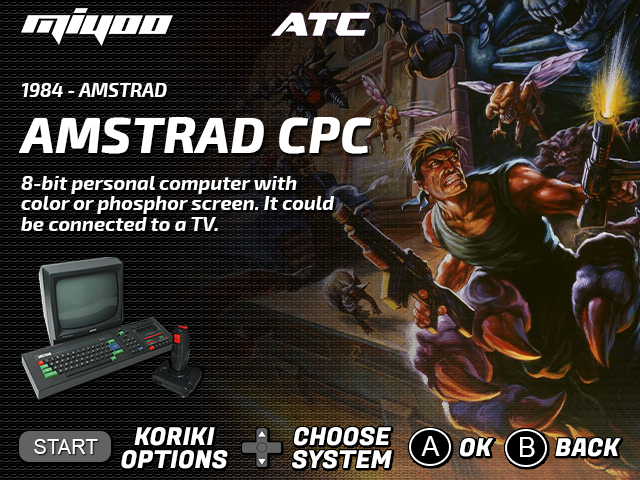 miyoo
ATC
1984 - AMSTRAD
AMSTRAD CPC
8-bit personal computer with
color or phosphor screen. It could
be connected to a TV.
START
KORIKI
OPTIONS
CHOOSE
SYSTEM
A
OK
B
BACK